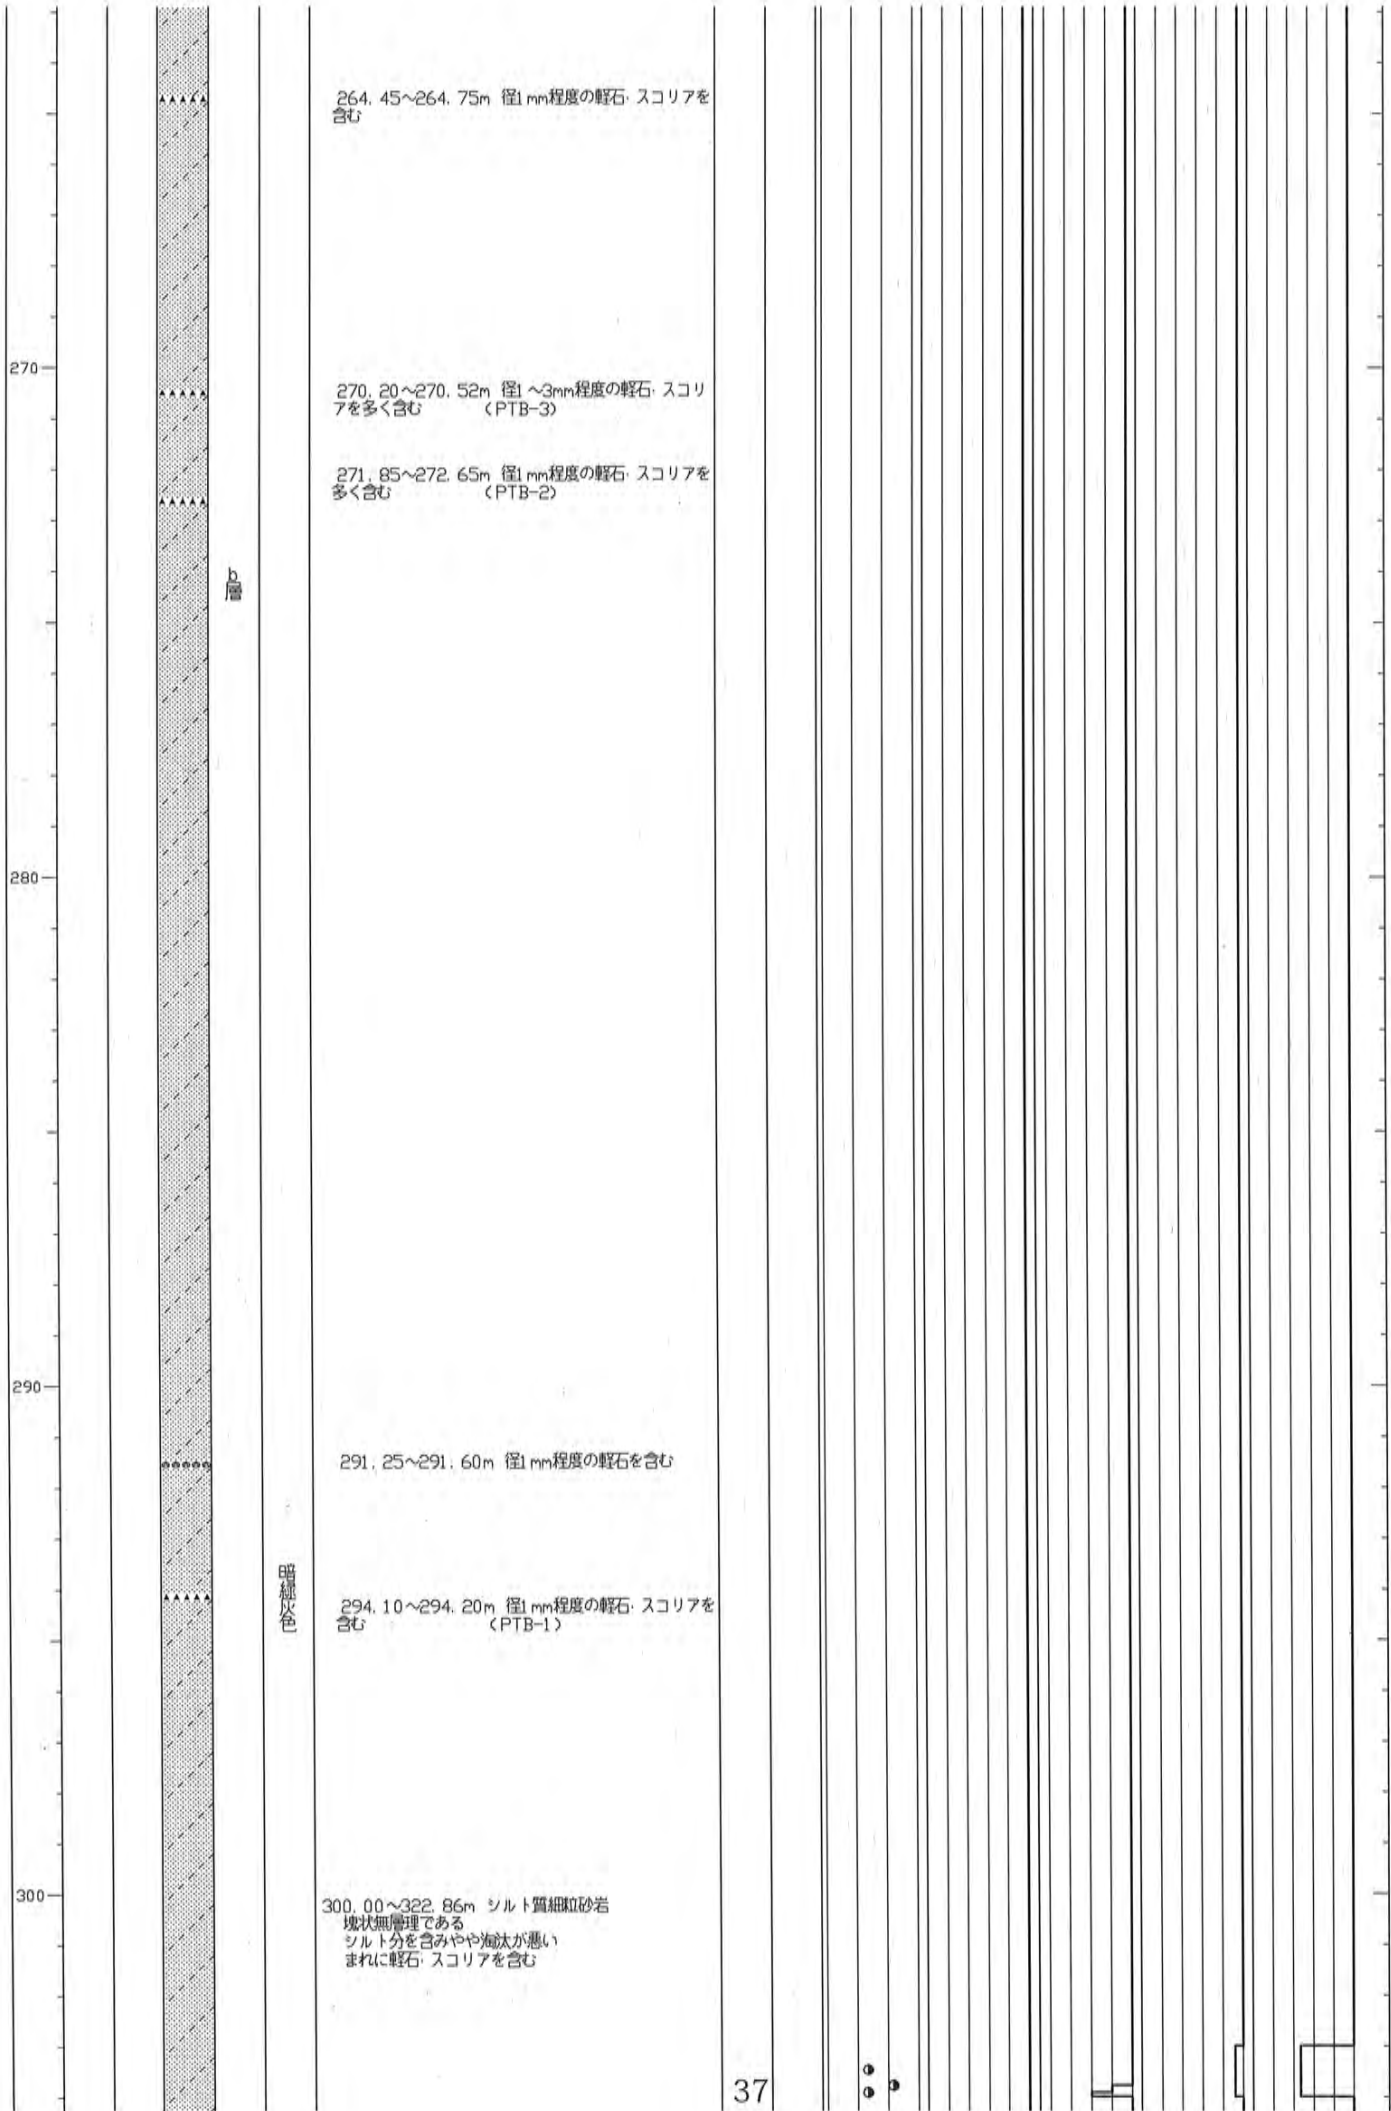 264.45~264.75m 径1mm程度の軽石・スコリアを
含む
270
270.20~270.52m 径1~3mm程度の軽石・スコリ
アを多く含む (PTB-3)
271.85~272.65m 径1mm程度の軽石・スコリアを
多く含む (PTB-2)
b層
280
290
291.25~291.60m 径1mm程度の軽石を含む
暗緑灰色
294.10~294.20m 径1mm程度の軽石・スコリアを
含む (PTB-1)
300
300.00~322.86m シルト質細粒砂岩
塊状無層理である
シルト分を含みやや淘汰が悪い
まれに軽石・スコリアを含む
37